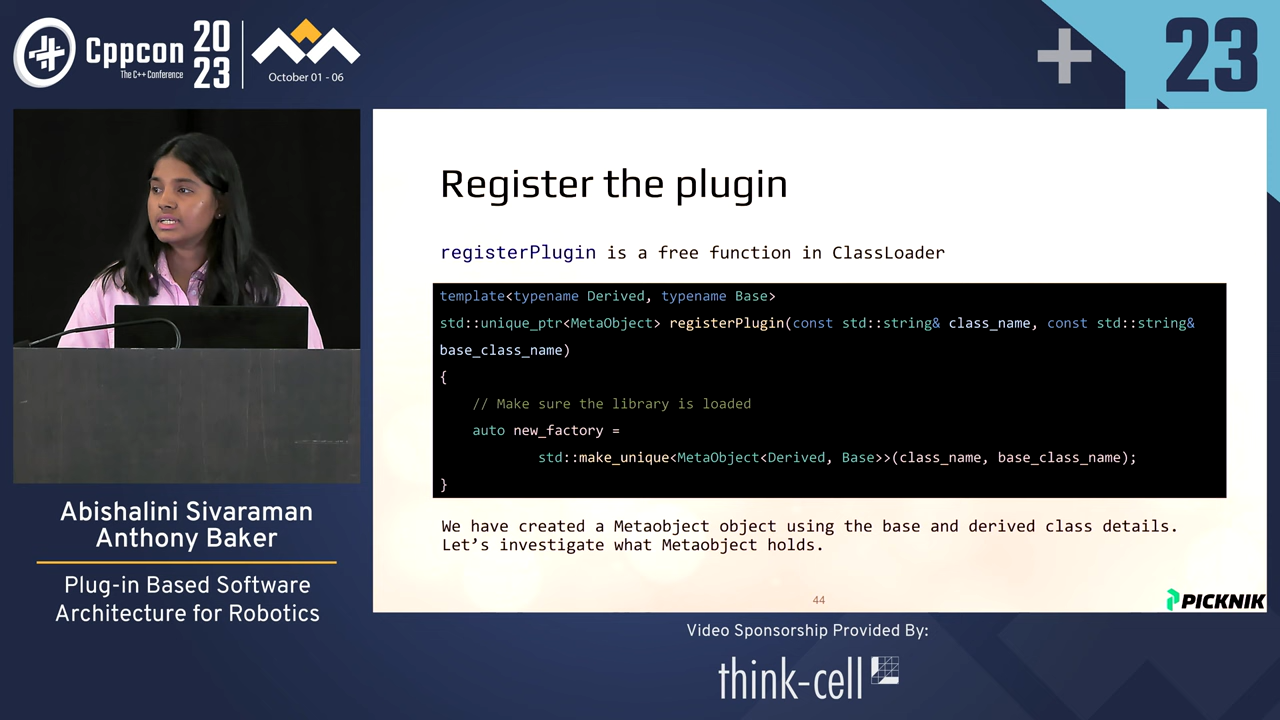 Cppcon
The C++ Conference
20
23
October 01 - 06
23
Register the plugin
registerPlugin is a free function in ClassLoader
template<typename Derived, typename Base>
std::unique_ptr<MetaObject> registerPlugin(const std::string& class_name, const std::string&
base_class_name)
{
// Make sure the library is loaded
auto new_factory =
std::make_unique<MetaObject<Derived, Base>>(class_name, base_class_name);
}
We have created a Metaobject object using the base and derived class details.
Let’s investigate what Metaobject holds.
44
PICKNIK
Abishalini Sivaraman
Anthony Baker
Plug-in Based Software
Architecture for Robotics
Video Sponsorship Provided By:
think-cell